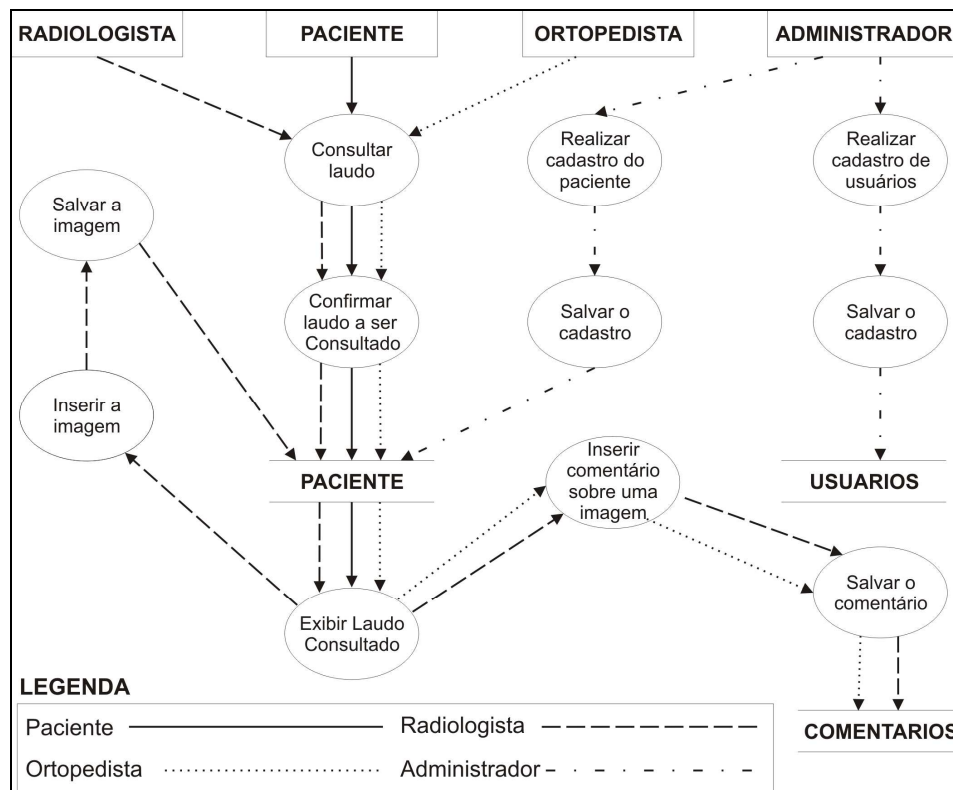 RADIOLOGISTA
PACIENTE
ORTOPEDISTA
ADMINISTRADOR
Consultar
laudo
Realizar
cadastro do
paciente
Realizar
cadastro de
usuários
Salvar a
imagem
Confirmar
laudo a ser
Consultado
Salvar o
cadastro
Salvar o
cadastro
Inserir a
imagem
PACIENTE
Inserir
comentário
sobre uma
imagem
USUARIOS
Exibir Laudo
Consultado
Salvar o
comentário
COMENTARIOS
LEGENDA
Paciente
Radiologista
Ortopedista
Administrador